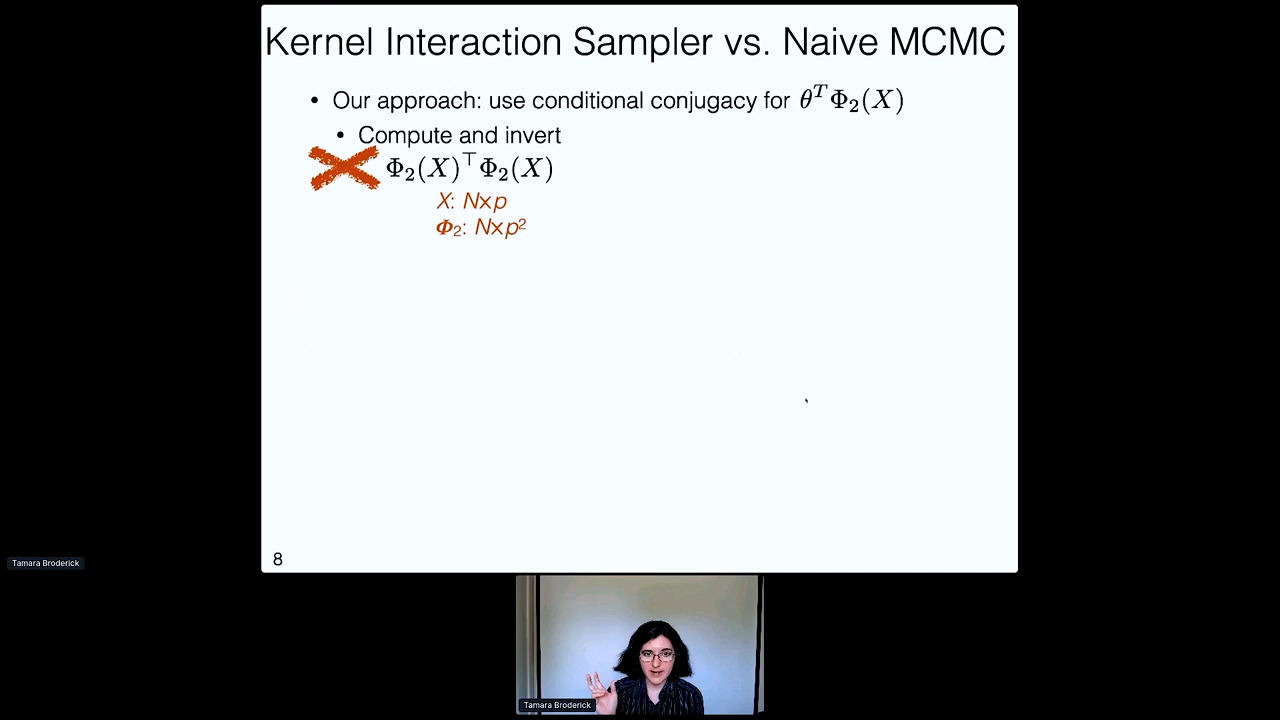 Kernel Interaction Sampler vs. Naive MCMC
• Our approach: use conditional conjugacy for θ^T Φ₂(X)
• Compute and invert
Φ₂(X)^⊤ Φ₂(X)
X: N×p
Φ₂: N×p²
8
Tamara Broderick
Tamara Broderick